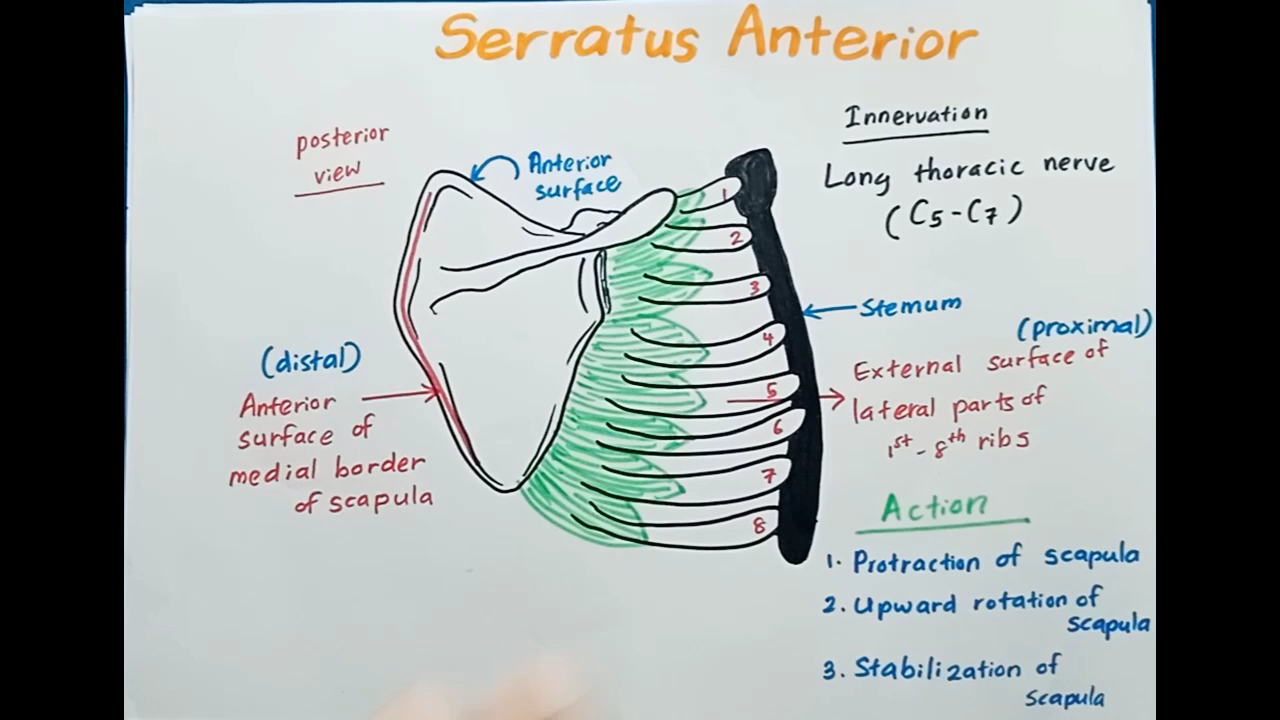 Serratus Anterior
posterior
view
Anterior
surface
Innervation
Long thoracic nerve
(C5-C7)
1
2
3
4
5
6
7
8
Stemum
(proximal)
External surface of
lateral parts of
1st - 8th ribs
(distal)
Anterior
surface of
medial border
of scapula
Action
1. Protraction of scapula
2. Upward rotation of
scapula
3. Stabilization of
scapula